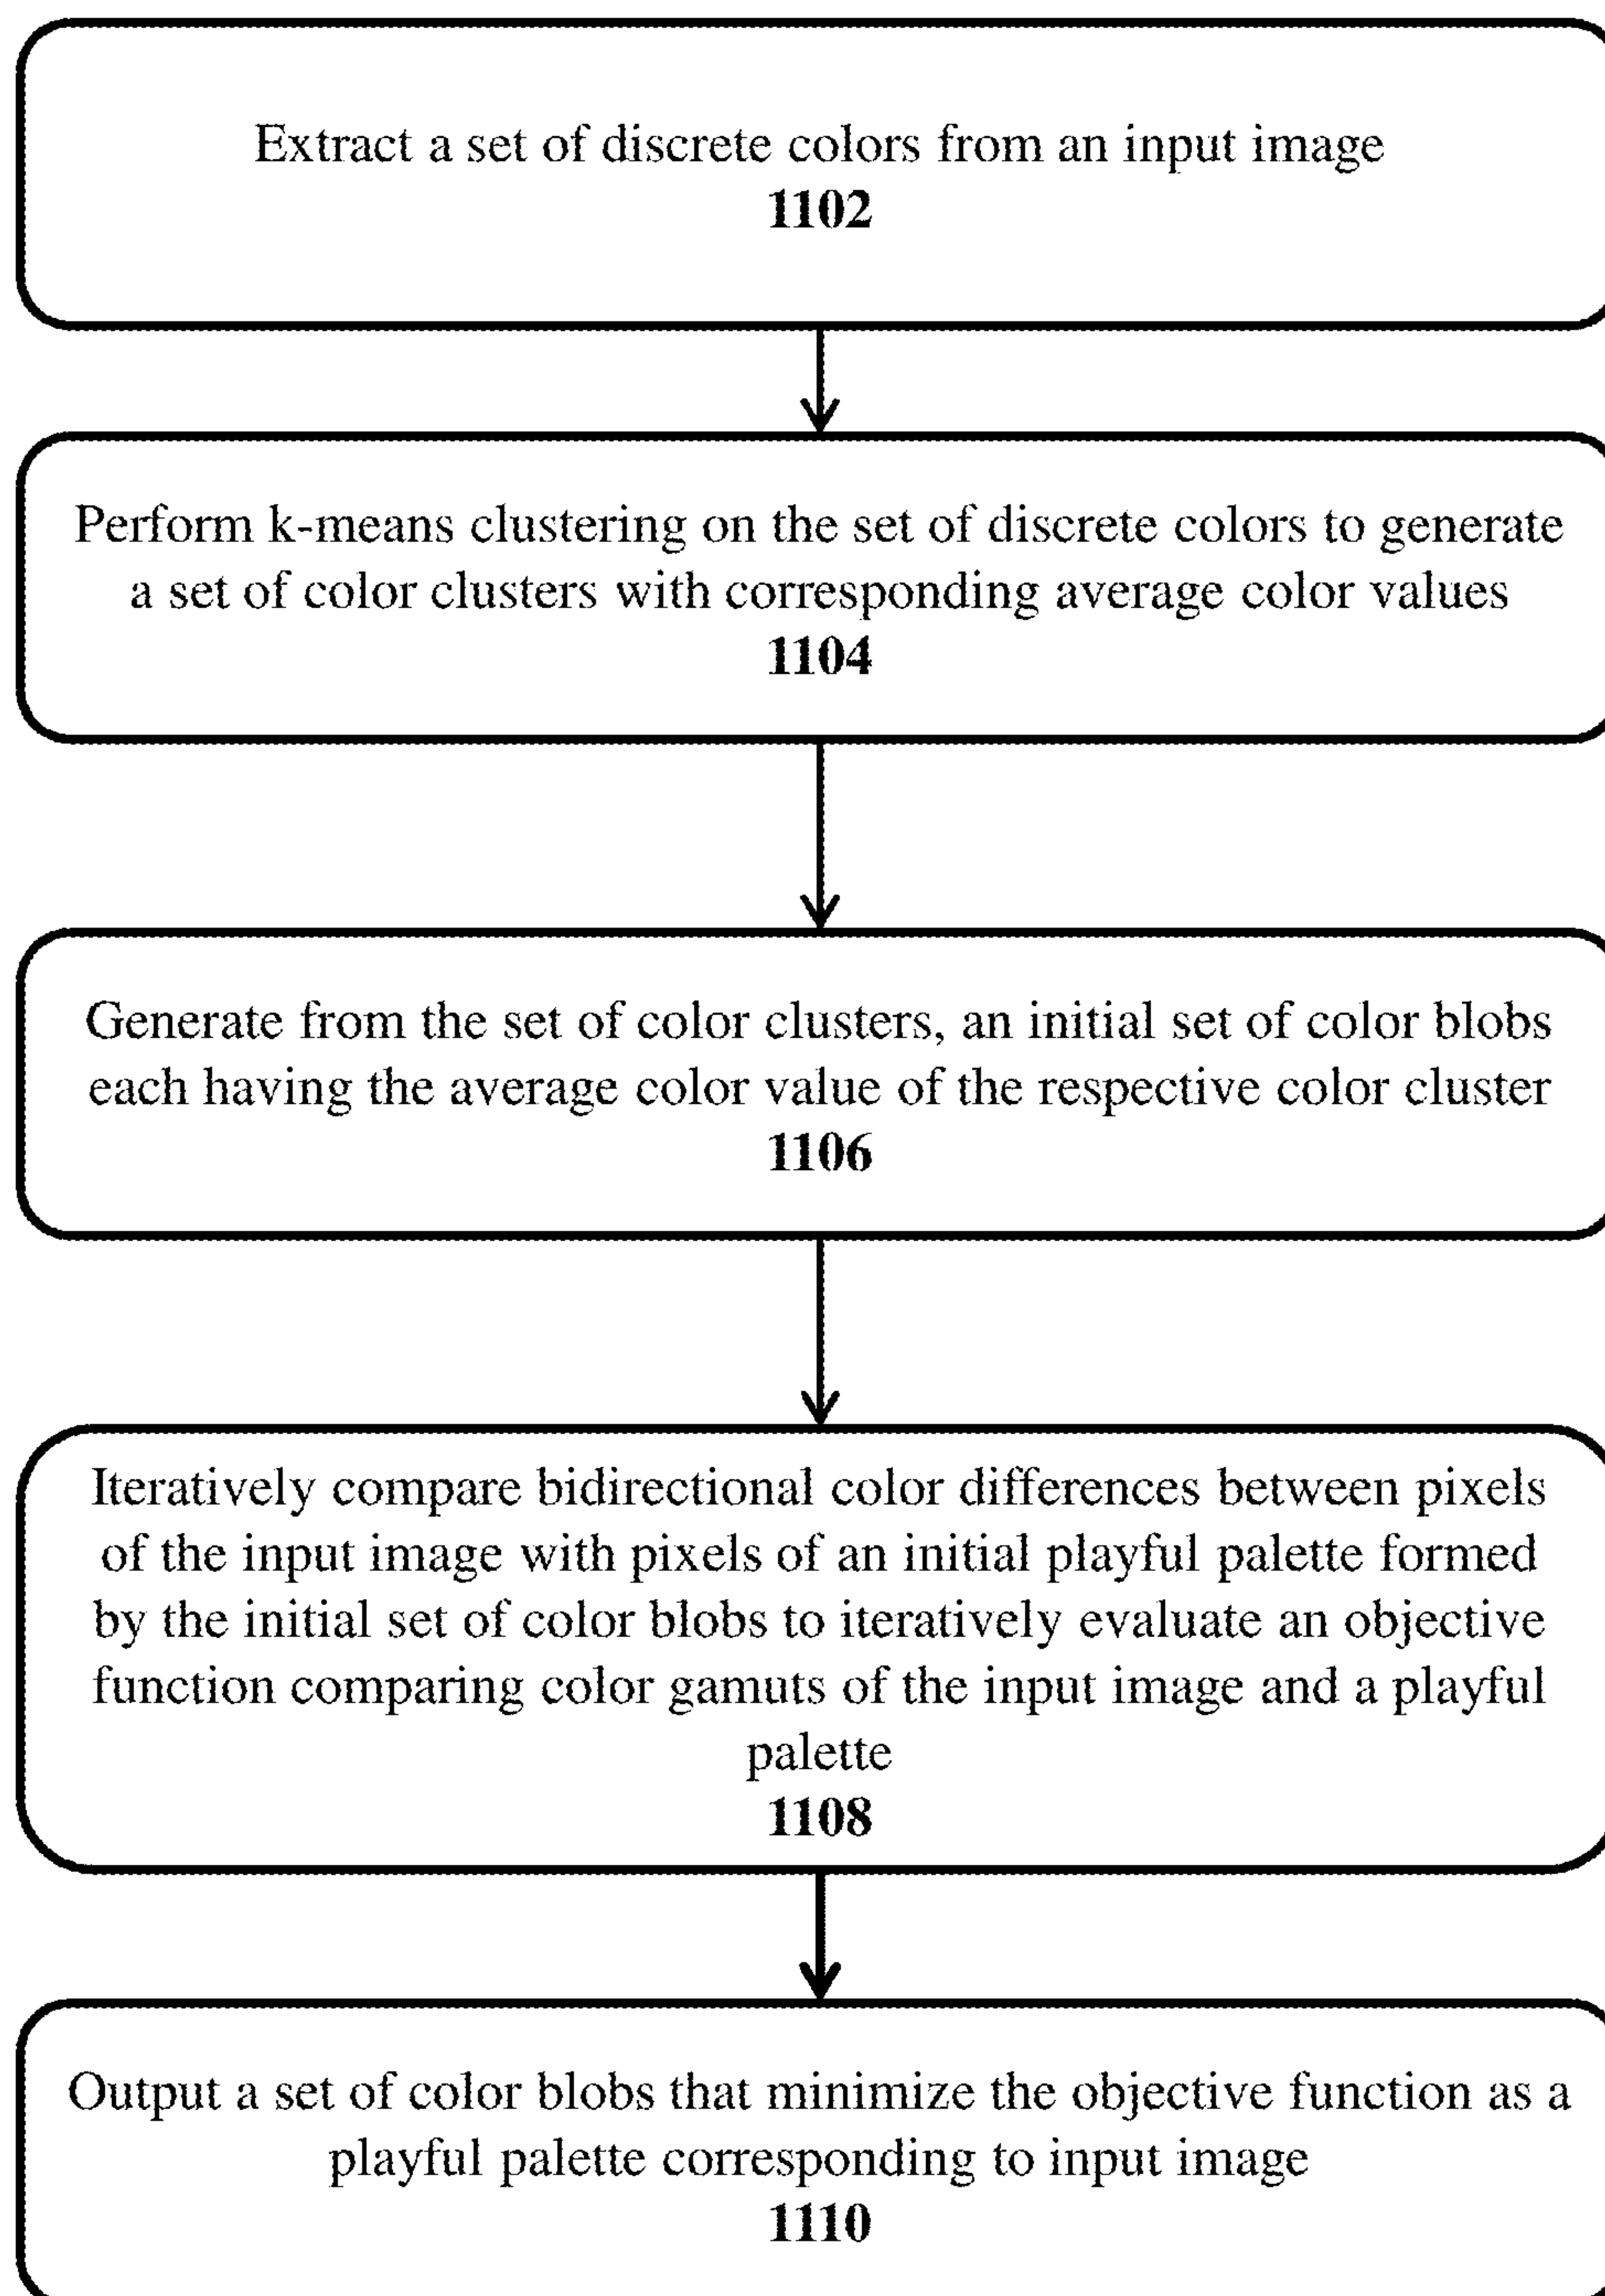 Extract a set of discrete colors from an input image
1102
Perform k-means clustering on the set of discrete colors to generate
a set of color clusters with corresponding average color values
1104
Generate from the set of color clusters, an initial set of color blobs
each having the average color value of the respective color cluster
1106
Iteratively compare bidirectional color differences between pixels
of the input image with pixels of an initial playful palette formed
by the initial set of color blobs to iteratively evaluate an objective
function comparing color gamuts of the input image and a playful
palette
1108
Output a set of color blobs that minimize the objective function as a
playful palette corresponding to input image
1110